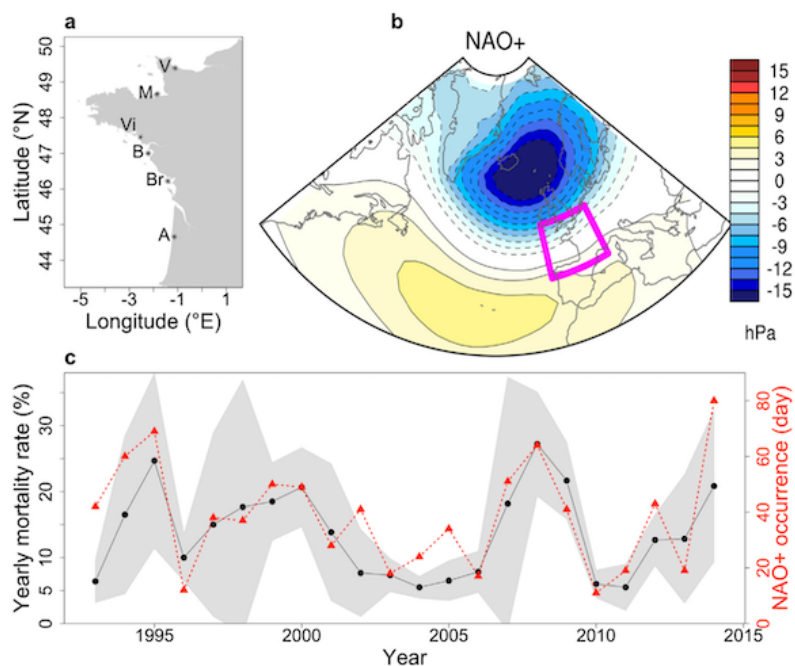 a
50
49
48
47
46
45
44
Latitude (°N)
V
M
Vi
B
Br
A
-5
-3
-1
1
Longitude (°E)
b
NAO+
15
12
9
6
3
0
-3
-6
-9
-12
-15
hPa
c
Yearly mortality rate (%)
30
20
10
5
0
NAO+ occurrence (day)
80
60
40
20
0
1995
2000
2005
2010
2015
Year